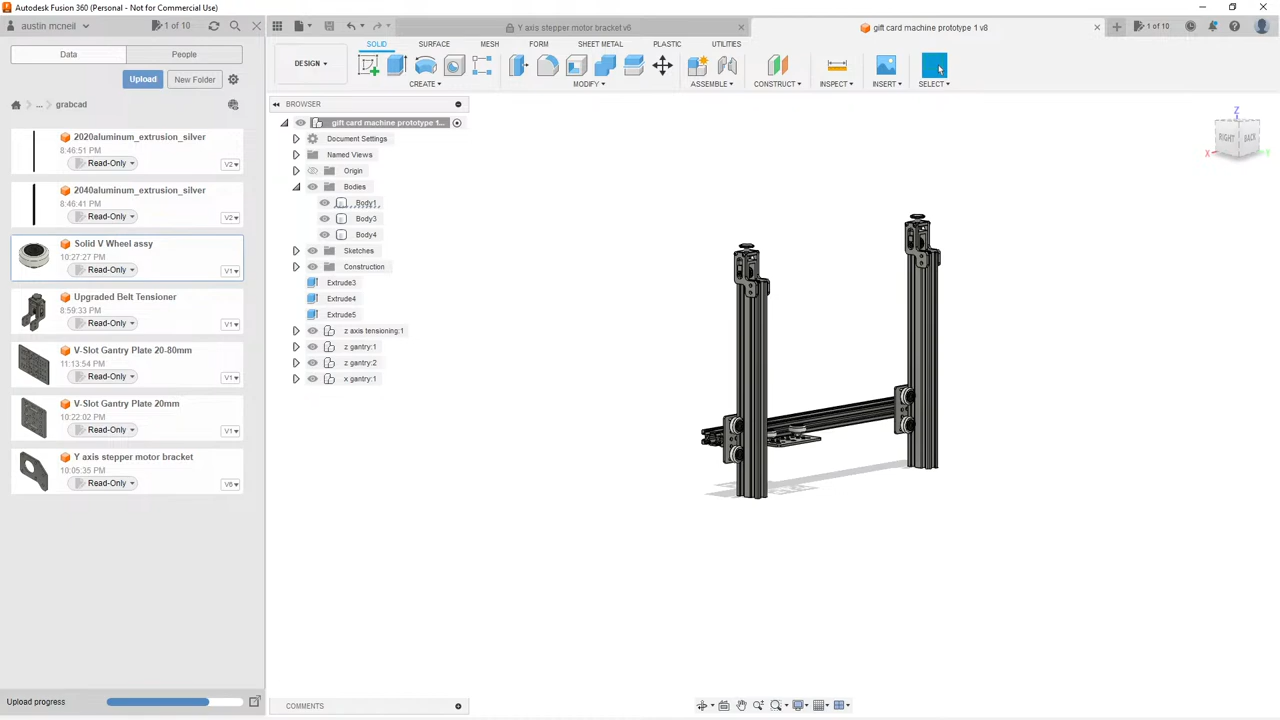 Autodesk Fusion 360 (Personal - Not for Commercial Use)
austin mcneil
1 of 10
Y axis stepper motor bracket v6
gift card machine prototype 1 v8
1 of 10
Data
People
Upload
New Folder
... grabcad
2020aluminum_extrusion_silver
8:46:51 PM
Read-Only
V2
2040aluminum_extrusion_silver
8:46:41 PM
Read-Only
V2
Solid V Wheel assy
10:27:27 PM
Read-Only
V1
Upgraded Belt Tensioner
8:59:33 PM
Read-Only
V1
V-Slot Gantry Plate 20-80mm
11:13:54 PM
Read-Only
V1
V-Slot Gantry Plate 20mm
10:22:02 PM
Read-Only
V1
Y axis stepper motor bracket
10:05:35 PM
Read-Only
V6
Upload progress
DESIGN
SOLID
SURFACE
MESH
FORM
SHEET METAL
PLASTIC
UTILITIES
CREATE
MODIFY
ASSEMBLE
CONSTRUCT
INSPECT
INSERT
SELECT
BROWSER
gift card machine prototype 1...
Document Settings
Named Views
Origin
Bodies
Body1
Body3
Body4
Sketches
Construction
Extrude3
Extrude4
Extrude5
z axis tensioning:1
z gantry:1
z gantry:2
x gantry:1
COMMENTS
Z
RIGHT
BACK
X
Y